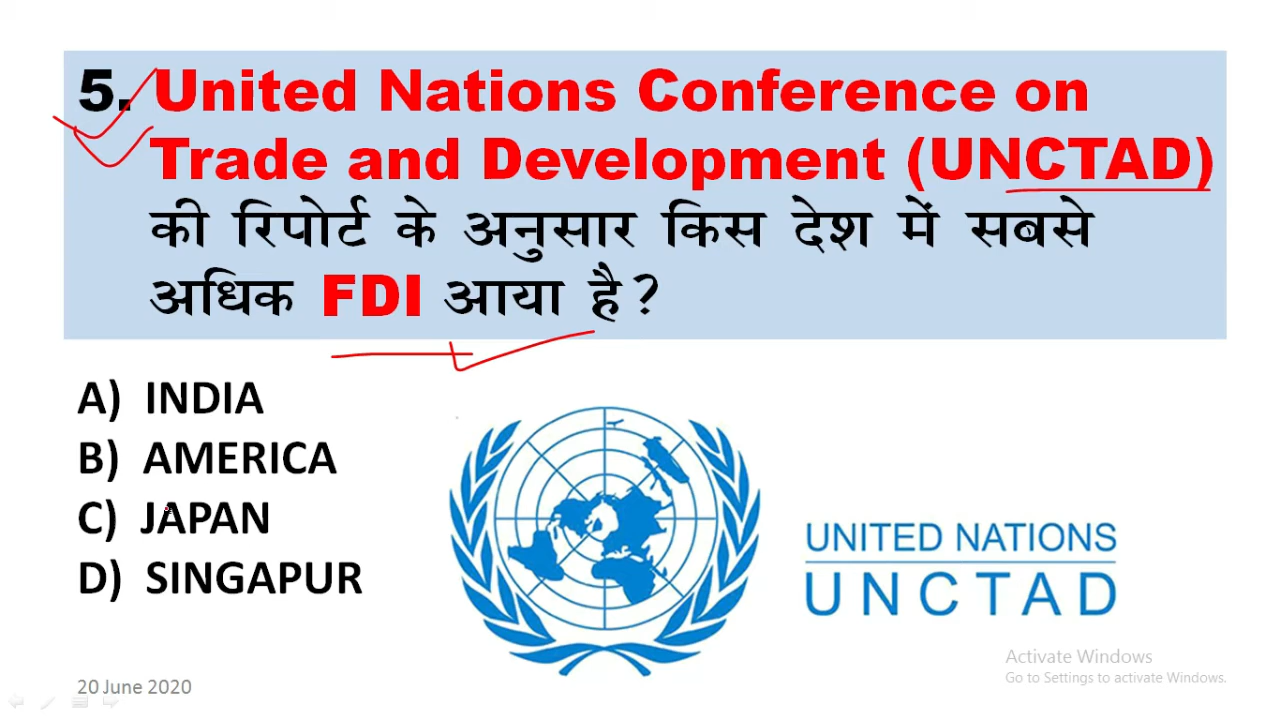 5. United Nations Conference on
Trade and Development (UNCTAD)
की रिपोर्ट के अनुसार किस देश में सबसे
अधिक FDI आया है?
A) INDIA
B) AMERICA
C) JAPAN
D) SINGAPUR
UNITED NATIONS
UNCTAD
Activate Windows
Go to Settings to activate Windows.
20 June 2020